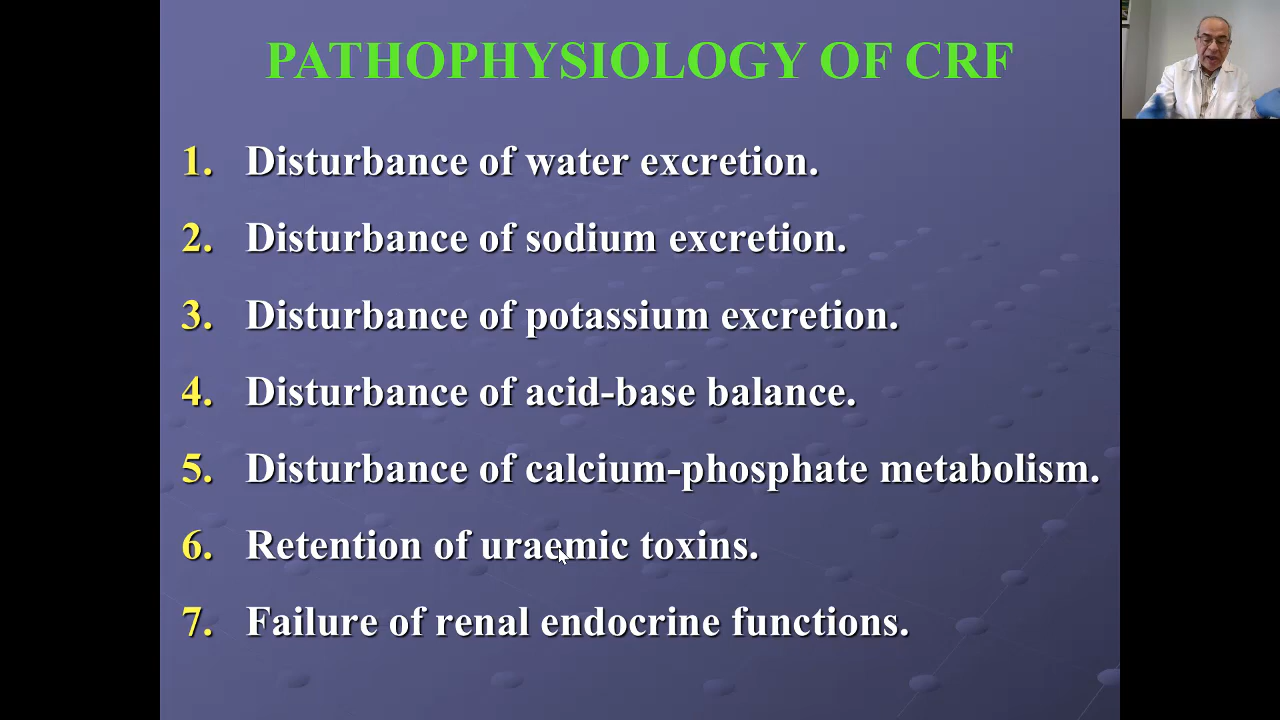 PATHOPHYSIOLOGY OF CRF
1. Disturbance of water excretion.
2. Disturbance of sodium excretion.
3. Disturbance of potassium excretion.
4. Disturbance of acid-base balance.
5. Disturbance of calcium-phosphate metabolism.
6. Retention of uraemic toxins.
7. Failure of renal endocrine functions.